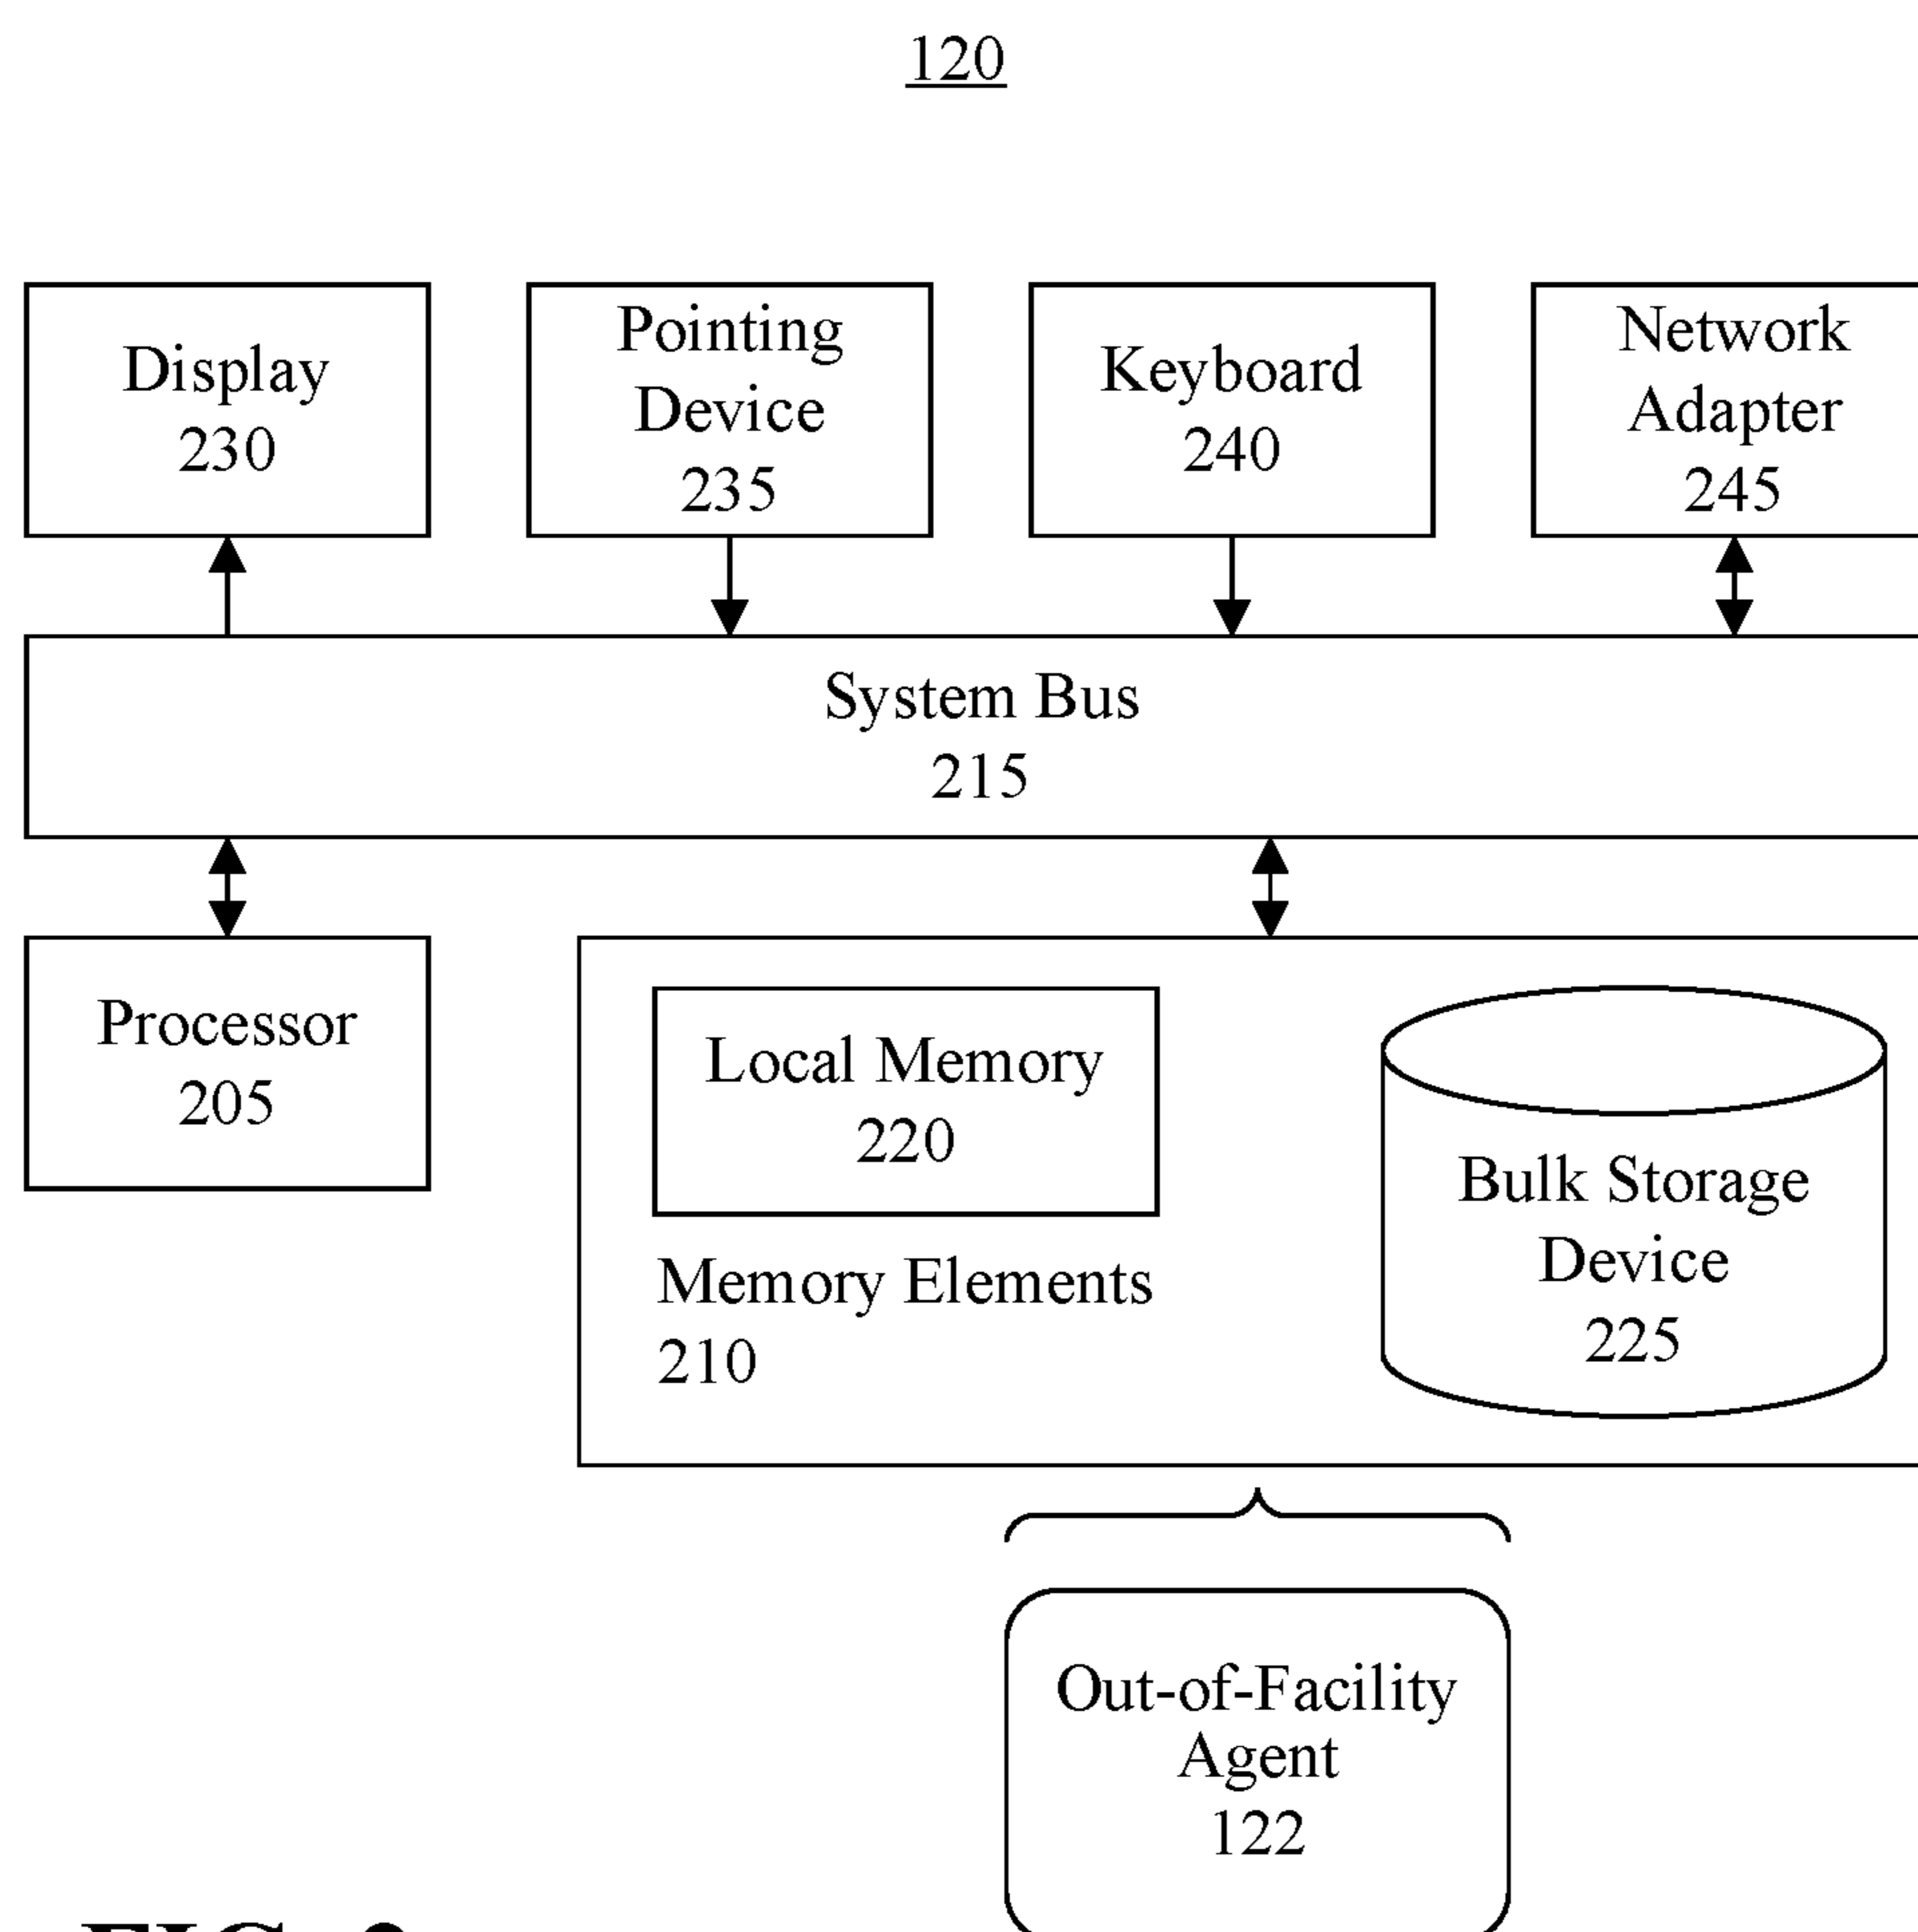 120
Display
230
Pointing
Device
235
Keyboard
240
Network
Adapter
245
System Bus
215
Processor
205
Local Memory
220
Memory Elements
210
Bulk Storage
Device
225
Out-of-Facility
Agent
122